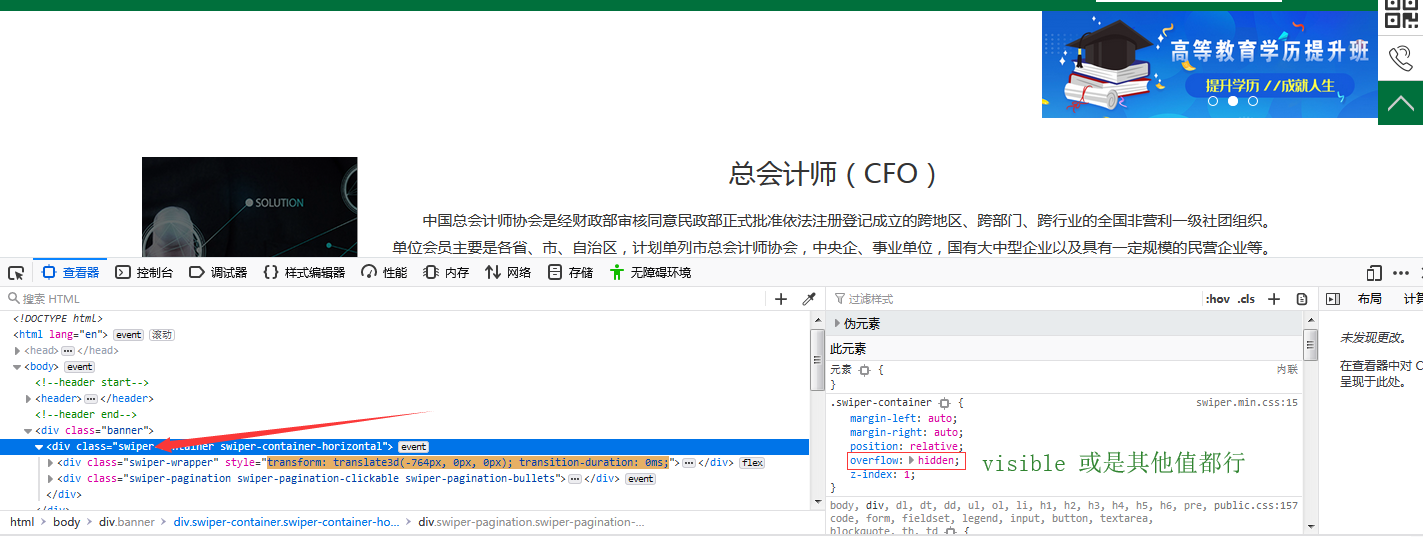 高等教育学历提升班
提升学历 //成就人生
SOLUTION
总会计师（CFO）
中国总会计师协会是经财政部审核同意民政部正式批准依法注册登记成立的跨地区、跨部门、跨行业的全国非营利一级社团组织。
单位会员主要是各省、市、自治区，计划单列市总会计师协会，中央企、事业单位，国有大中型企业以及具有一定规模的民营企业等。
查看器 控制台 调试器 样式编辑器 性能 内存 网络 存储 无障碍环境
搜索 HTML
过滤样式
:hov .cls
布局 计算
<!DOCTYPE html>
<html lang="en"> event 滚动
<head> </head>
<body> event
<!--header start-->
<header> </header>
<!--header end-->
<div class="banner">
<div class="swiper-container swiper-container-horizontal"> event
<div class="swiper-wrapper" style="transform: translate3d(-764px, 0px, 0px); transition-duration: 0ms;"> </div> flex
<div class="swiper-pagination swiper-pagination-clickable swiper-pagination-bullets"> </div> event
</div>
</div>
html > body > div.banner > div.swiper-container.swiper-container-ho... > div.swiper-pagination.swiper-pagination-...
伪元素
此元素
元素 { 内联
}
.swiper-container { swiper.min.css:15
margin-left: auto;
margin-right: auto;
position: relative;
overflow: hidden;
z-index: 1;
}
visible 或是其他值都行
body, div, dl, dt, dd, ul, ol, li, h1, h2, h3, h4, h5, h6, pre, public.css:157
code, form, fieldset, legend, input, button, textarea,
blockquote, th, td {
未发现更改。
在查看器中对 C
呈现于此处。